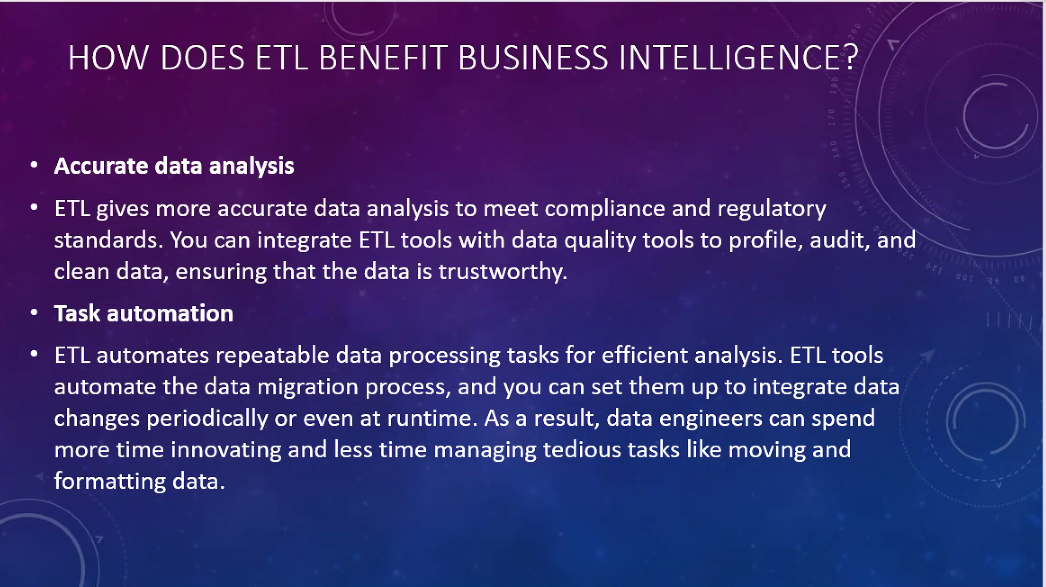 HOW DOES ETL BENEFIT BUSINESS INTELLIGENCE?
• Accurate data analysis
• ETL gives more accurate data analysis to meet compliance and regulatory
standards. You can integrate ETL tools with data quality tools to profile, audit, and
clean data, ensuring that the data is trustworthy.
• Task automation
• ETL automates repeatable data processing tasks for efficient analysis. ETL tools
automate the data migration process, and you can set them up to integrate data
changes periodically or even at runtime. As a result, data engineers can spend
more time innovating and less time managing tedious tasks like moving and
formatting data.